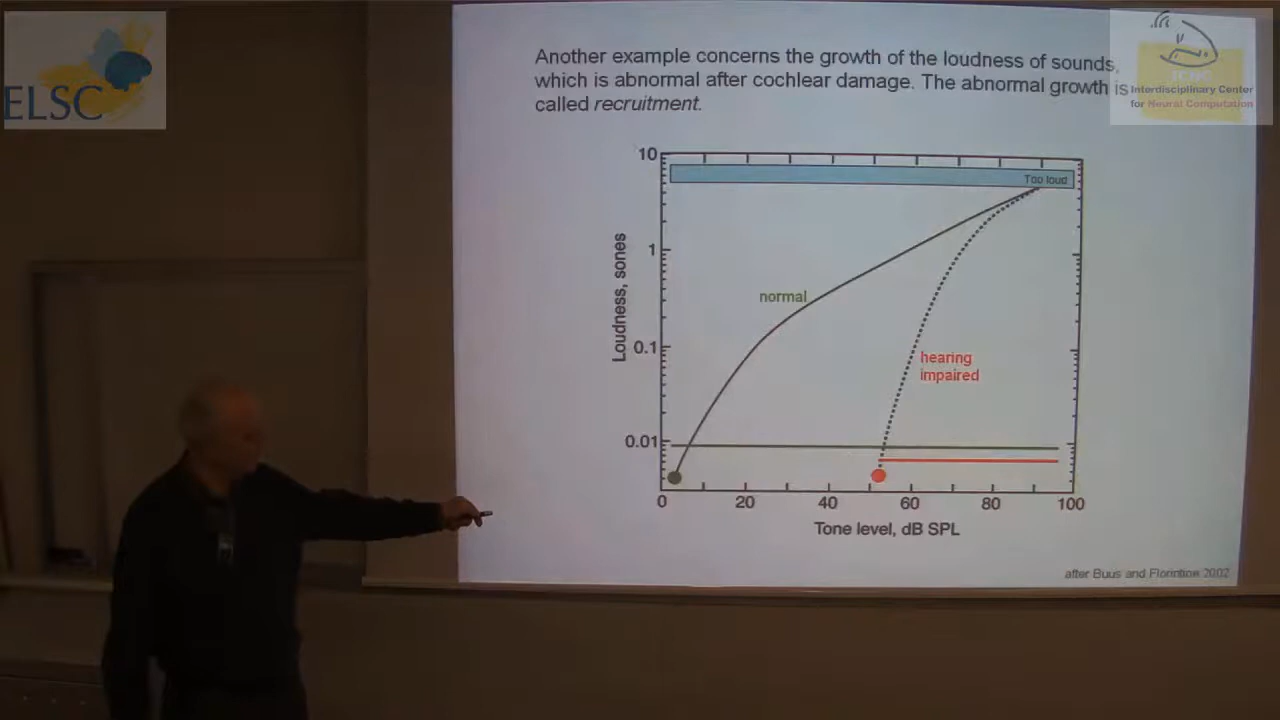 ELSC
Another example concerns the growth of the loudness of sounds,
which is abnormal after cochlear damage. The abnormal growth is
called recruitment.
ICNC
Interdisciplinary Center
for Neural Computation
10
Too loud
1
normal
Loudness, sones
0.1
hearing
impaired
0.01
0 20 40 60 80 100
Tone level, dB SPL
after Buus and Florintine 2002